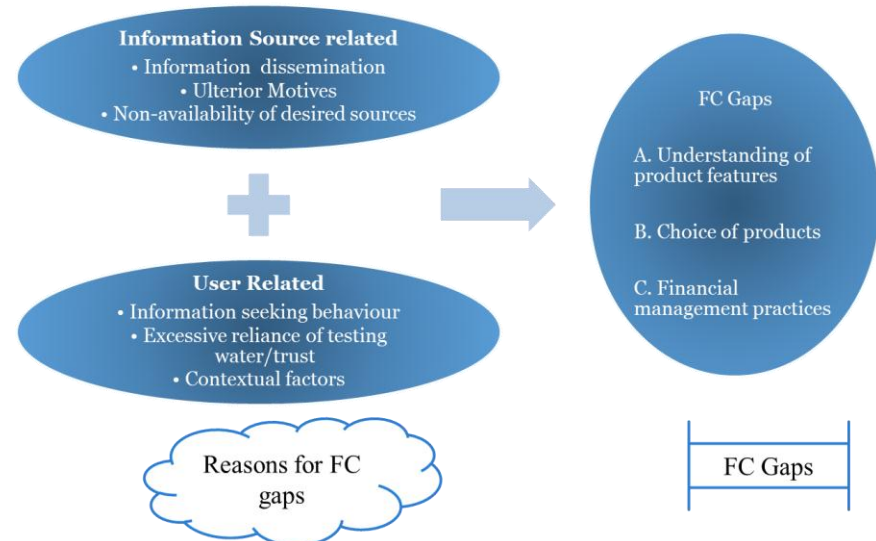 Information Source related
• Information dissemination
• Ulterior Motives
• Non-availability of desired sources
User Related
• Information seeking behaviour
• Excessive reliance of testing
water/trust
• Contextual factors
Reasons for FC
gaps
FC Gaps
A. Understanding of
product features
B. Choice of products
C. Financial
management practices
FC Gaps